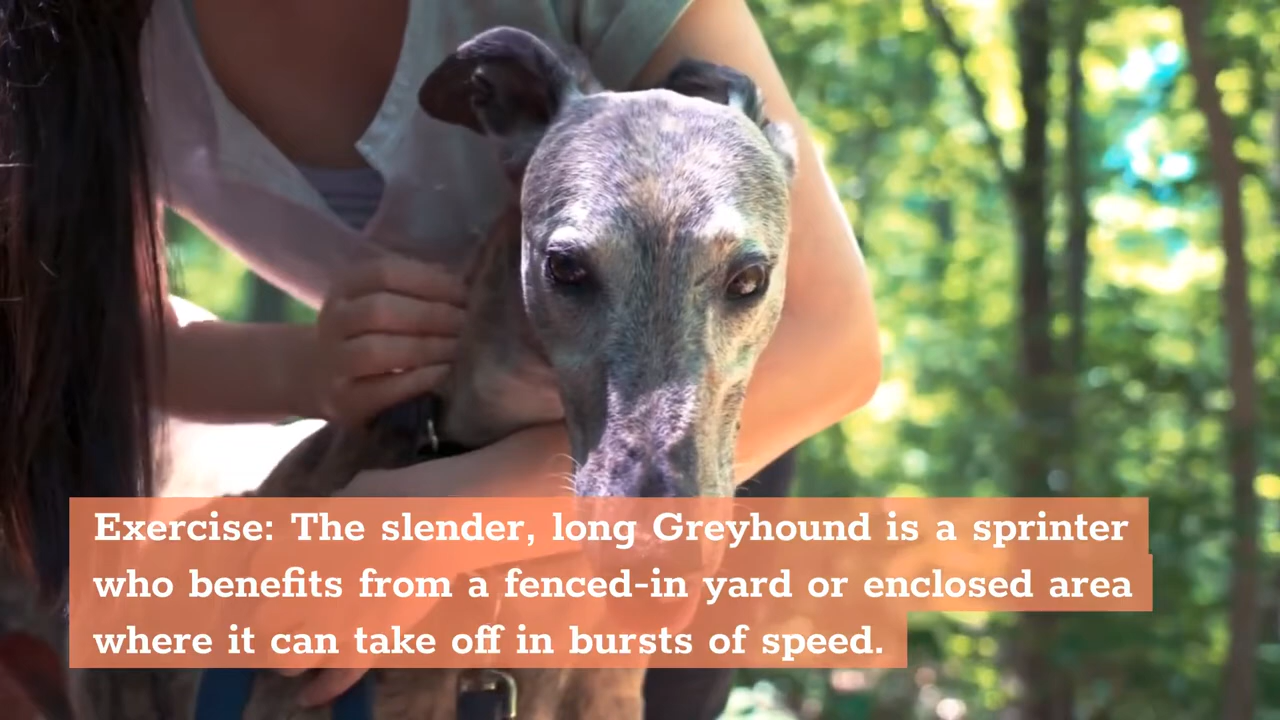 Exercise: The slender, long Greyhound is a sprinter
who benefits from a fenced-in yard or enclosed area
where it can take off in bursts of speed.